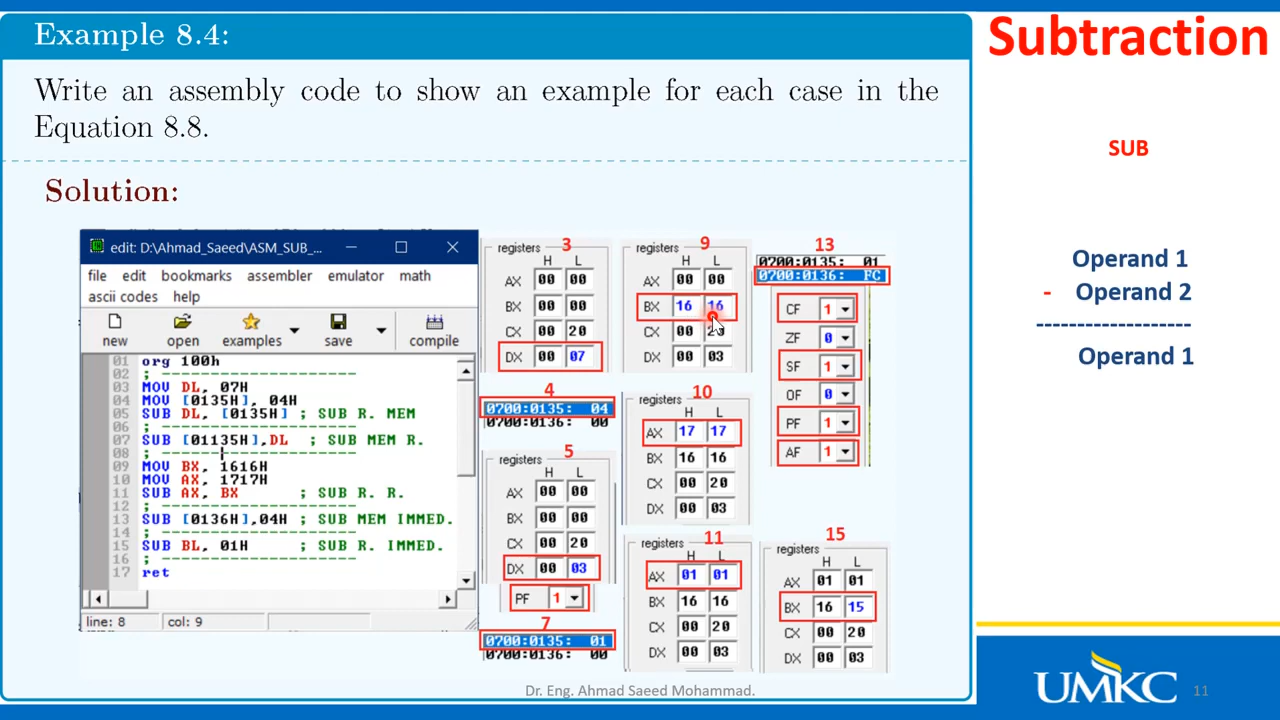 Example 8.4:
Subtraction
Write an assembly code to show an example for each case in the
Equation 8.8.
Solution:
SUB
Operand 1
- Operand 2
-------------------
Operand 1
edit: D:\Ahmad_Saeed\ASM_SUB_...
file edit bookmarks assembler emulator math
ascii codes help
new open examples save compile
01 org 100h
02 ; ---------------------
03 MOV DL, 07H
04 MOV [0135H], 04H
05 SUB DL, [0135H] ; SUB R. MEM
06 ; ---------------------
07 SUB [01135H],DL ; SUB MEM R.
08 ; ---------------------
09 MOV BX, 1616H
10 MOV AX, 1717H
11 SUB AX, BX ; SUB R. R.
12 ; ---------------------
13 SUB [0136H],04H ; SUB MEM IMMED.
14 ; ---------------------
15 SUB BL, 01H ; SUB R. IMMED.
16 ; ---------------------
17 ret
line: 8 col: 9
registers 3
H L
AX 00 00
BX 00 00
CX 00 20
DX 00 07
4
0700:0135: 04
0700:0136: 00
registers 5
H L
AX 00 00
BX 00 00
CX 00 20
DX 00 03
PF 1
7
0700:0135: 01
0700:0136: 00
registers 9
H L
AX 00 00
BX 16 16
CX 00 20
DX 00 03
10
registers
H L
AX 17 17
BX 16 16
CX 00 20
DX 00 03
11
registers
H L
AX 01 01
BX 16 16
CX 00 20
DX 00 03
13
0700:0135: 01
0700:0136: FC
CF 1
ZF 0
SF 1
OF 0
PF 1
AF 1
15
registers
H L
AX 01 01
BX 16 15
CX 00 20
DX 00 03
Dr. Eng. Ahmad Saeed Mohammad.
UMKC
11